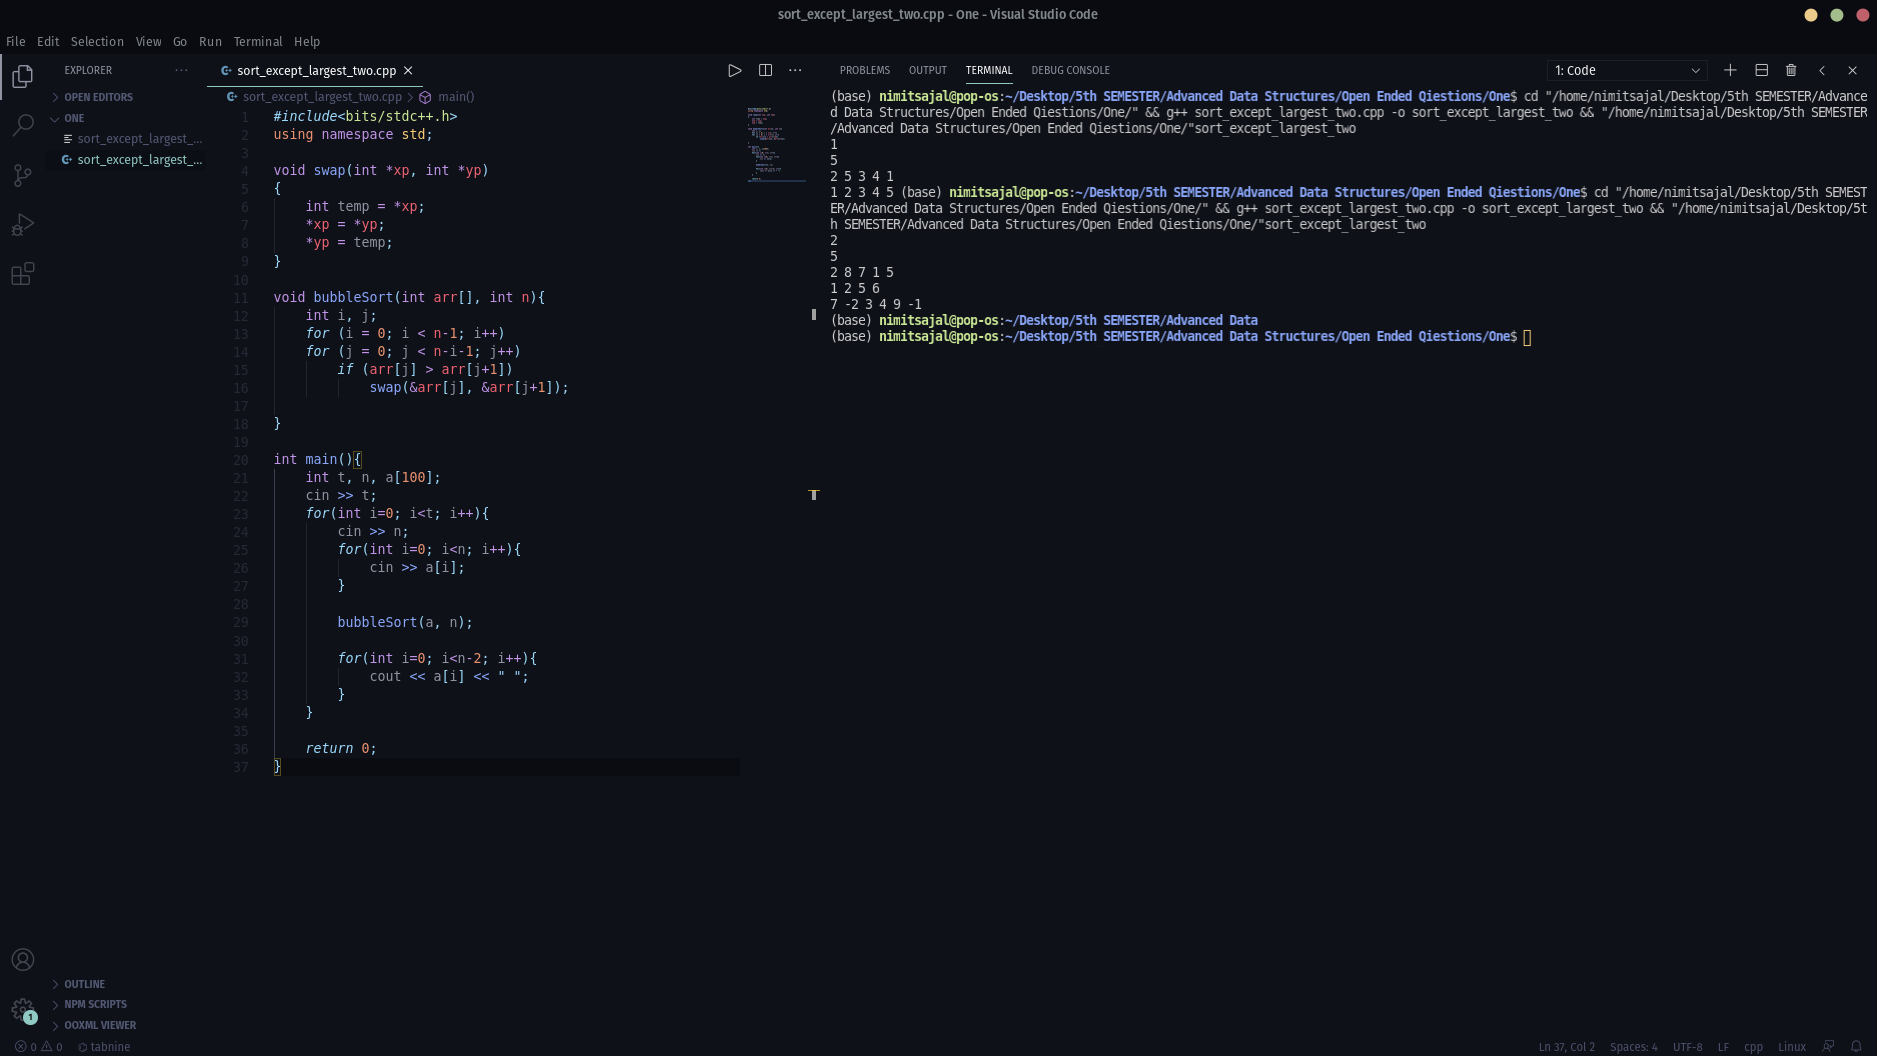 sort_except_largest_two.cpp - One - Visual Studio Code
File Edit Selection View Go Run Terminal Help
EXPLORER ···
OPEN EDITORS
ONE
sort_except_largest_...
sort_except_largest_...
OUTLINE
NPM SCRIPTS
OOXML VIEWER
sort_except_largest_two.cpp
sort_except_largest_two.cpp > main()
1 #include<bits/stdc++.h>
2 using namespace std;
3
4 void swap(int *xp, int *yp)
5 {
6 int temp = *xp;
7 *xp = *yp;
8 *yp = temp;
9 }
10
11 void bubbleSort(int arr[], int n){
12 int i, j;
13 for (i = 0; i < n-1; i++)
14 for (j = 0; j < n-i-1; j++)
15 if (arr[j] > arr[j+1])
16 swap(&arr[j], &arr[j+1]);
17
18 }
19
20 int main(){
21 int t, n, a[100];
22 cin >> t;
23 for(int i=0; i<t; i++){
24 cin >> n;
25 for(int i=0; i<n; i++){
26 cin >> a[i];
27 }
28
29 bubbleSort(a, n);
30
31 for(int i=0; i<n-2; i++){
32 cout << a[i] << " ";
33 }
34 }
35
36 return 0;
37 }
PROBLEMS OUTPUT TERMINAL DEBUG CONSOLE
1: Code
(base) nimitsajal@pop-os:~/Desktop/5th SEMESTER/Advanced Data Structures/Open Ended Qiestions/One$ cd "/home/nimitsajal/Desktop/5th SEMESTER/Advance
d Data Structures/Open Ended Qiestions/One/" && g++ sort_except_largest_two.cpp -o sort_except_largest_two && "/home/nimitsajal/Desktop/5th SEMESTER
/Advanced Data Structures/Open Ended Qiestions/One/"sort_except_largest_two
1
5
2 5 3 4 1
1 2 3 4 5 (base) nimitsajal@pop-os:~/Desktop/5th SEMESTER/Advanced Data Structures/Open Ended Qiestions/One$ cd "/home/nimitsajal/Desktop/5th SEMEST
ER/Advanced Data Structures/Open Ended Qiestions/One/" && g++ sort_except_largest_two.cpp -o sort_except_largest_two && "/home/nimitsajal/Desktop/5t
h SEMESTER/Advanced Data Structures/Open Ended Qiestions/One/"sort_except_largest_two
2
5
2 8 7 1 5
1 2 5 6
7 -2 3 4 9 -1
(base) nimitsajal@pop-os:~/Desktop/5th SEMESTER/Advanced Data
(base) nimitsajal@pop-os:~/Desktop/5th SEMESTER/Advanced Data Structures/Open Ended Qiestions/One$
1
0 0 tabnine
Ln 37, Col 2 Spaces: 4 UTF-8 LF cpp Linux